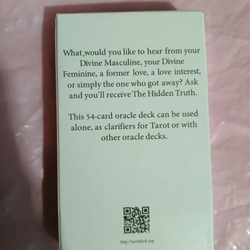 What would you like to hear from your
Divine Masculine, your Divine
Feminine, a former love, a love interest,
or simply the one who got away? Ask
and you'll receive The Hidden Truth.
This 54-card oracle deck can be used
alone, as clarifiers for Tarot or with
other oracle decks.